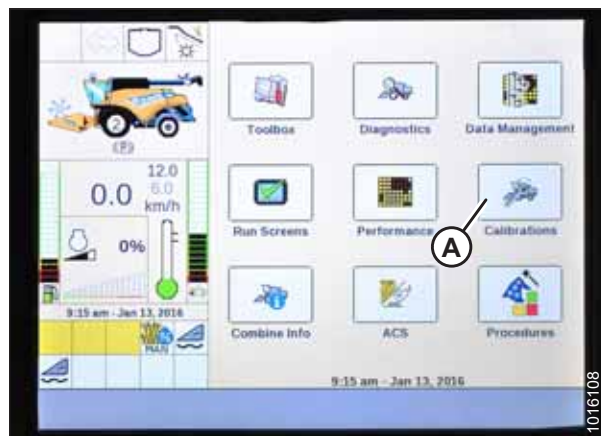 2
(P)
12.0
0.0
6.0
km/h
0%
9:15 am - Jan 13, 2016
MAN
Toolbox
Diagnostics
Data Management
Run Screens
Performance
Calibrations
A
Combine Info
ACS
Procedures
9:15 am - Jan 13, 2016
1016108